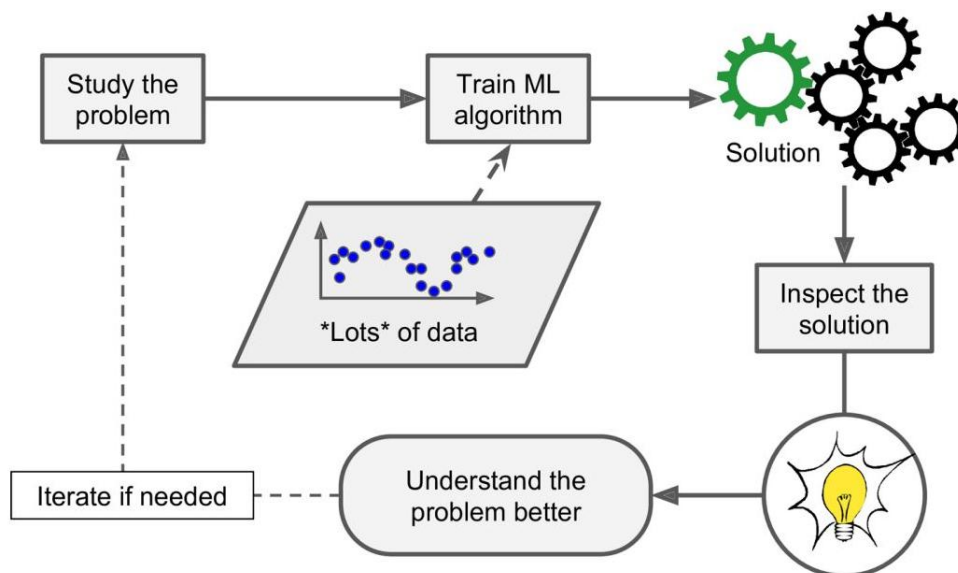 Study the
problem
Train ML
algorithm
Solution
*Lots* of data
Inspect the
solution
Understand the
problem better
Iterate if needed